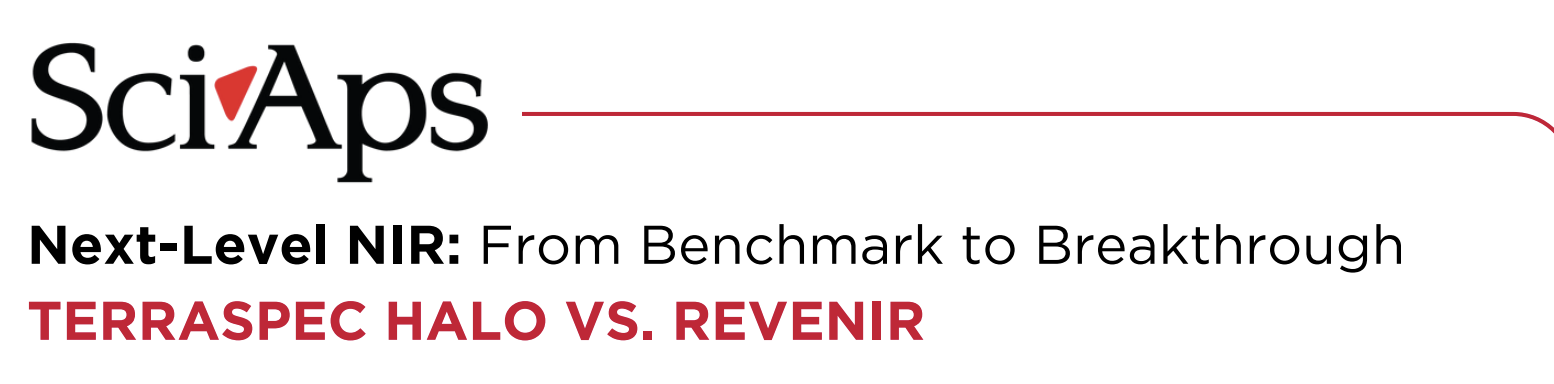 SciAps
Next-Level NIR: From Benchmark to Breakthrough
TERRASPEC HALO VS. REVENIR